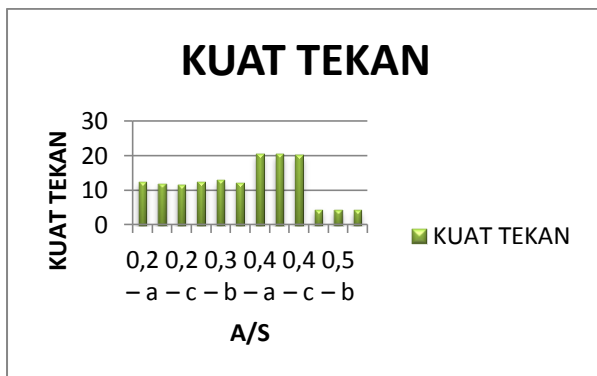 KUAT TEKAN
KUAT TEKAN
30
20
10
0
0,2 0,2 0,3 0,4 0,4 0,5
– a – c – b – a – c – b
A/S
KUAT TEKAN